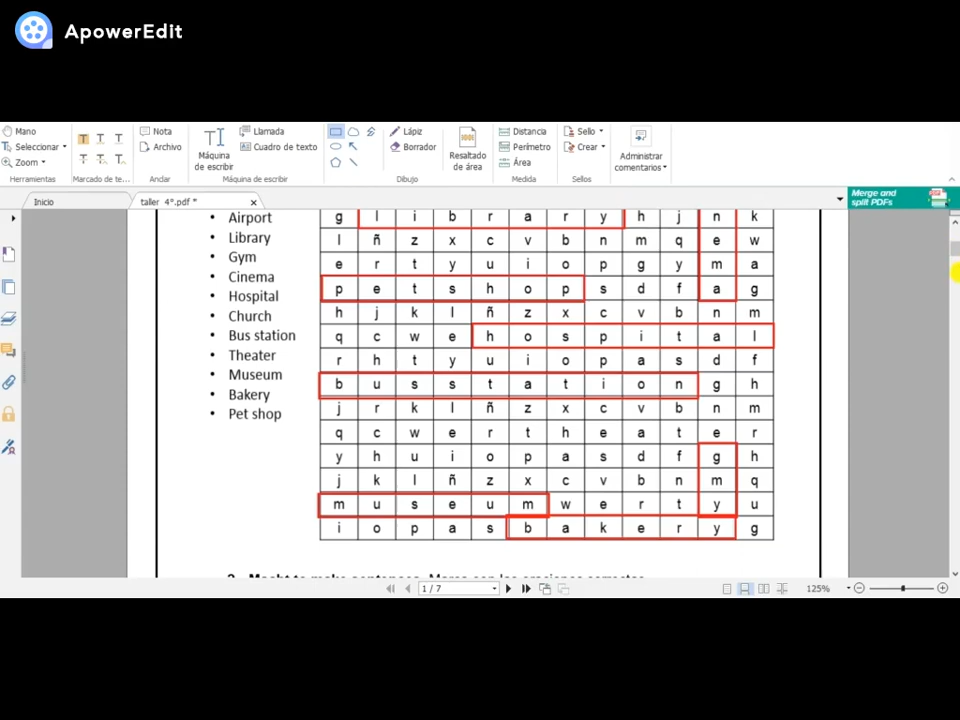 ApowerEdit
Mano
Seleccionar
Zoom
Herramientas
Marcado de te...
Nota
Archivo
Andar
Máquina
de escribir
Llamada
Cuadro de texto
Máquina de escribir
Lápiz
Borrador
Dibujo
Resaltado
de área
Distancia
Perímetro
Área
Medida
Sello
Crear
Sellos
Administrar
comentarios
Inicio
taller 4°.pdf *
Merge and
split PDFs
• Airport
• Library
• Gym
• Cinema
• Hospital
• Church
• Bus station
• Theater
• Museum
• Bakery
• Pet shop
g l i b r a r y h j n k
l ñ z x c v b n m q e w
e r t y u i o p g y m a
p e t s h o p s d f a g
h j k l ñ z x c v b n m
q c w e h o s p i t a l
r h t y u i o p a s d f
b u s s t a t i o n g h
j r k l ñ z x c v b n m
q c w e r t h e a t e r
y h u i o p a s d f g h
j k l ñ z x c v b n m q
m u s e u m w e r t y u
i o p a s b a k e r y g
1 / 7
125%